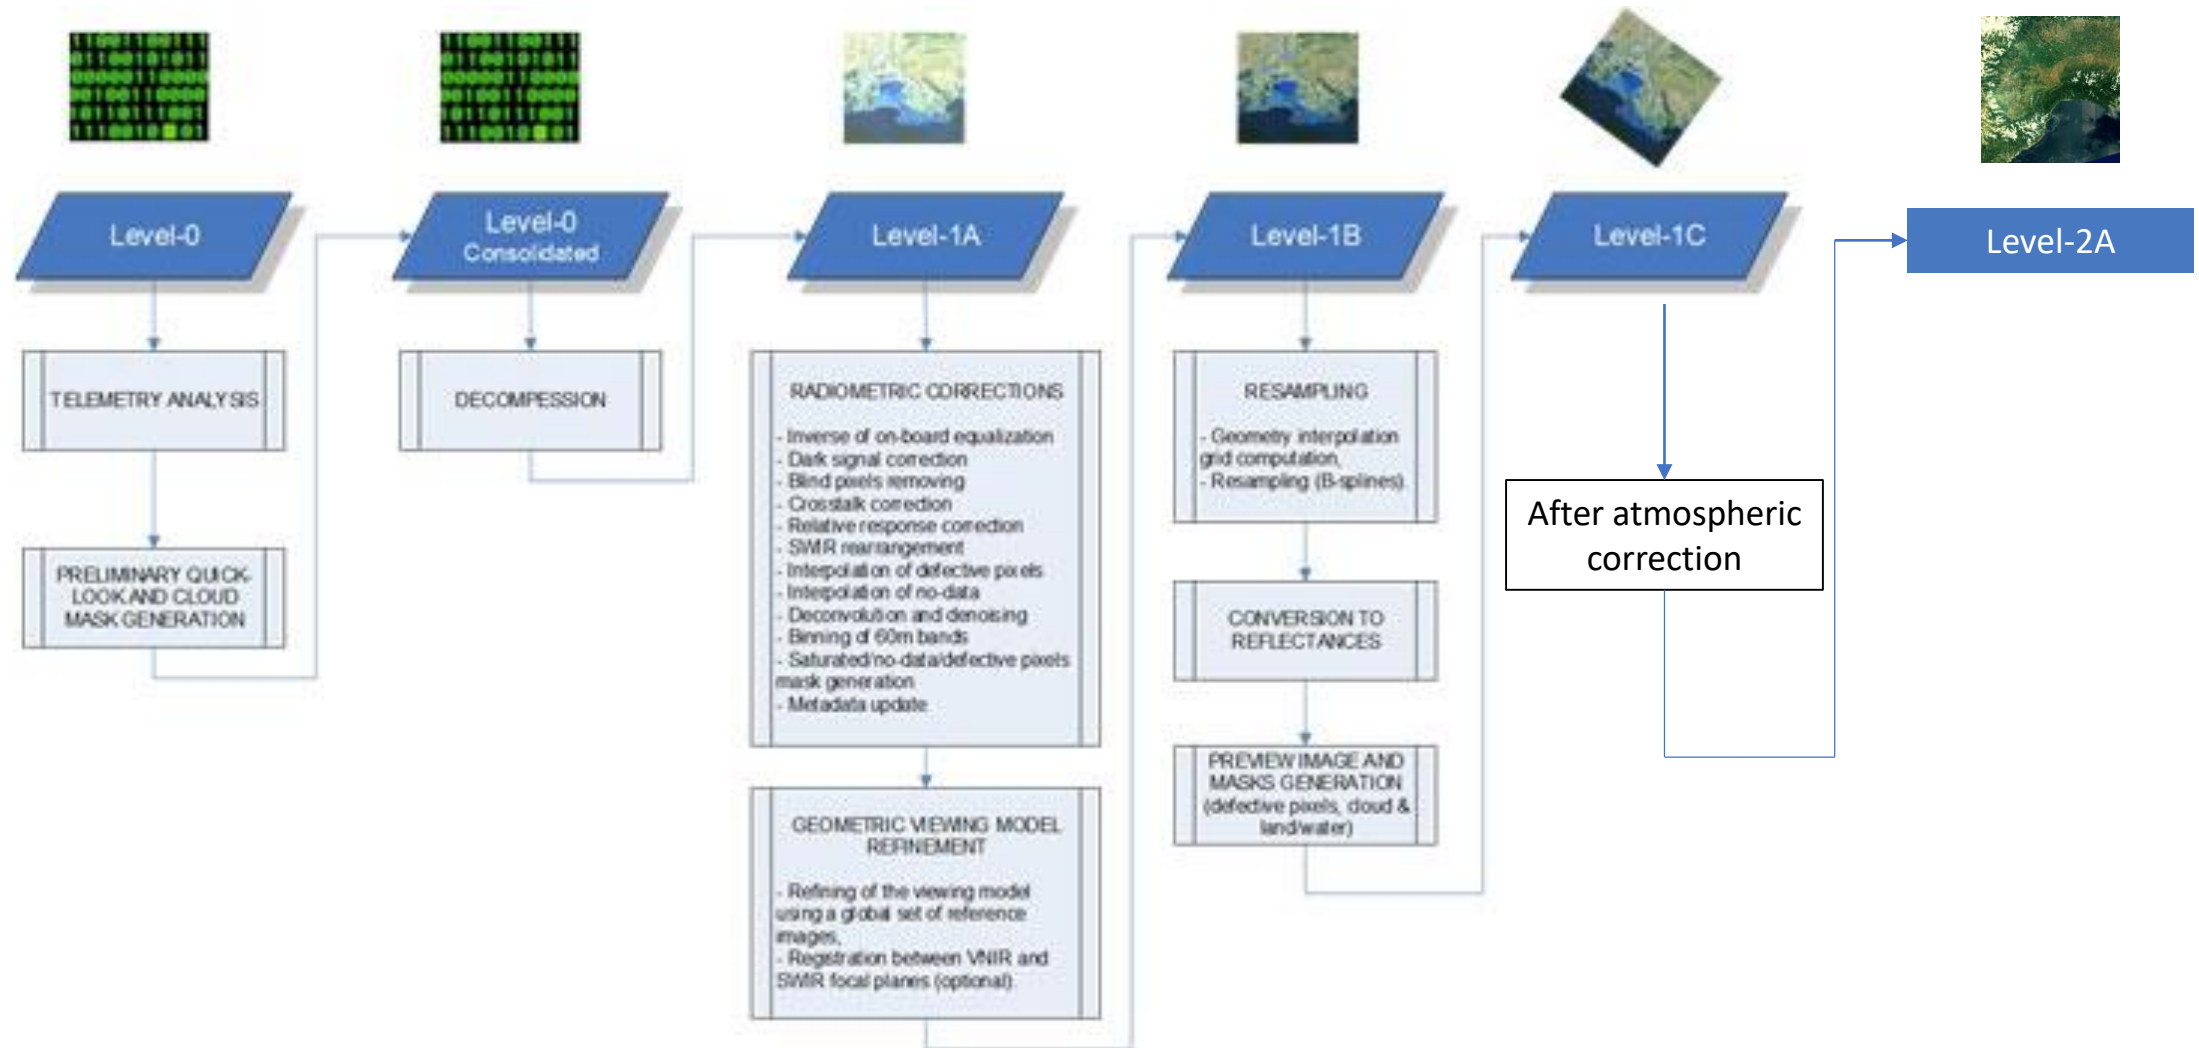 Level-0
TELEMETRY ANALYSIS
PRELIMINARY QUICK-
LOOK AND CLOUD
MASK GENERATION
Level-0
Consolidated
DECOMPESSION
Level-1A
RADIOMETRIC CORRECTIONS
- Inverse of on-board equalization
- Dark signal correction
- Blind pixels removing
- Crosstalk correction
- Relative response correction
- SWIR rearrangement
- Interpolation of defective pixels
- Interpolation of no-data
- Deconvolution and denoising
- Binning of 60m bands
- Saturated/no-data/defective pixels
mask generation
- Metadata update
GEOMETRIC VIEWING MODEL
REFINEMENT
- Refining of the viewing model
using a global set of reference
images,
- Registration between VNIR and
SWIR focal planes (optional).
Level-1B
RESAMPLING
- Geometry interpolation
grid computation,
- Resampling (B-splines).
CONVERSION TO
REFLECTANCES
PREVIEW IMAGE AND
MASKS GENERATION
(defective pixels, cloud &
land/water)
Level-1C
After atmospheric
correction
Level-2A